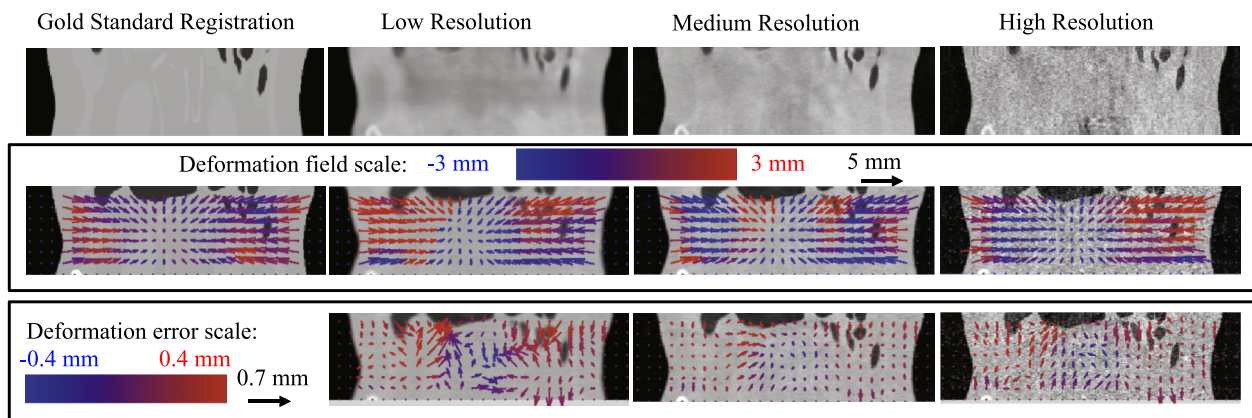 Gold Standard Registration
Low Resolution
Medium Resolution
High Resolution
Deformation field scale: -3 mm 3 mm 5 mm
Deformation error scale:
-0.4 mm 0.4 mm
0.7 mm